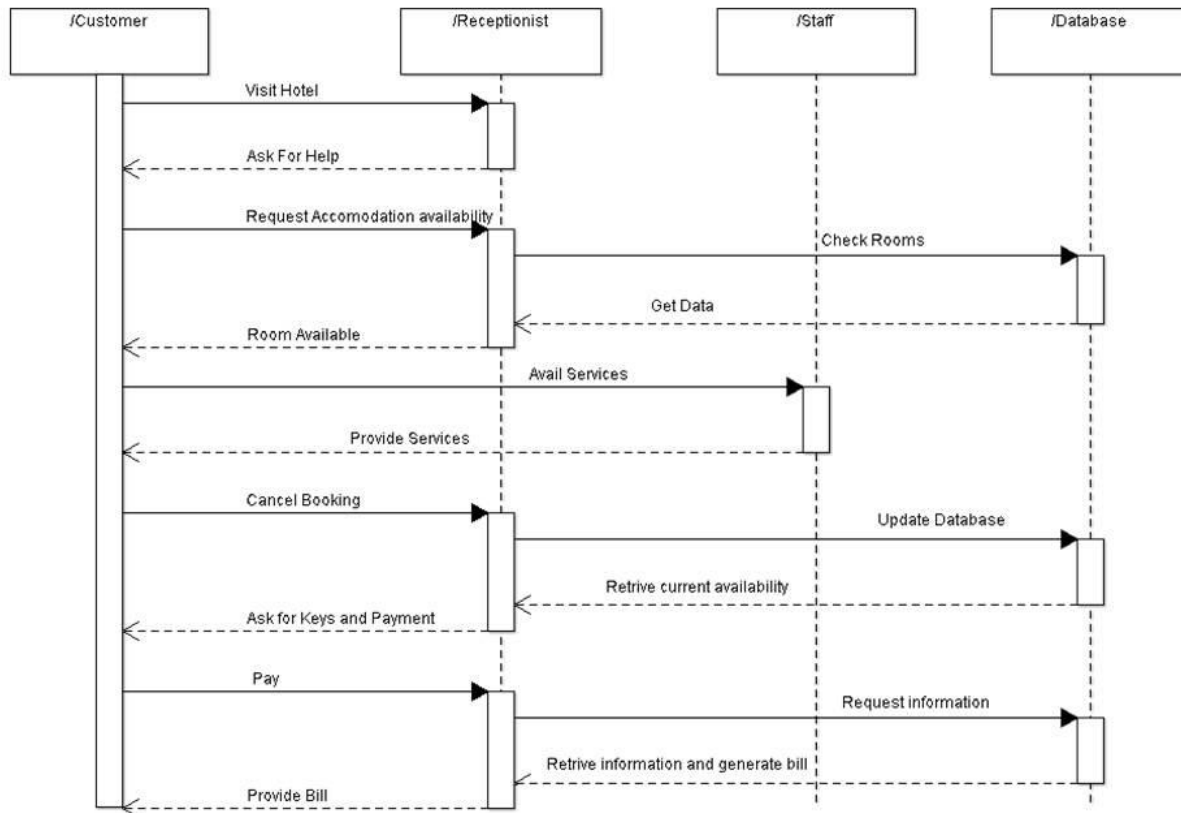 /Customer
/Receptionist
/Staff
/Database
Visit Hotel
Ask For Help
Request Accomodation availability
Check Rooms
Get Data
Room Available
Avail Services
Provide Services
Cancel Booking
Update Database
Retrive current availability
Ask for Keys and Payment
Pay
Request information
Retrive information and generate bill
Provide Bill